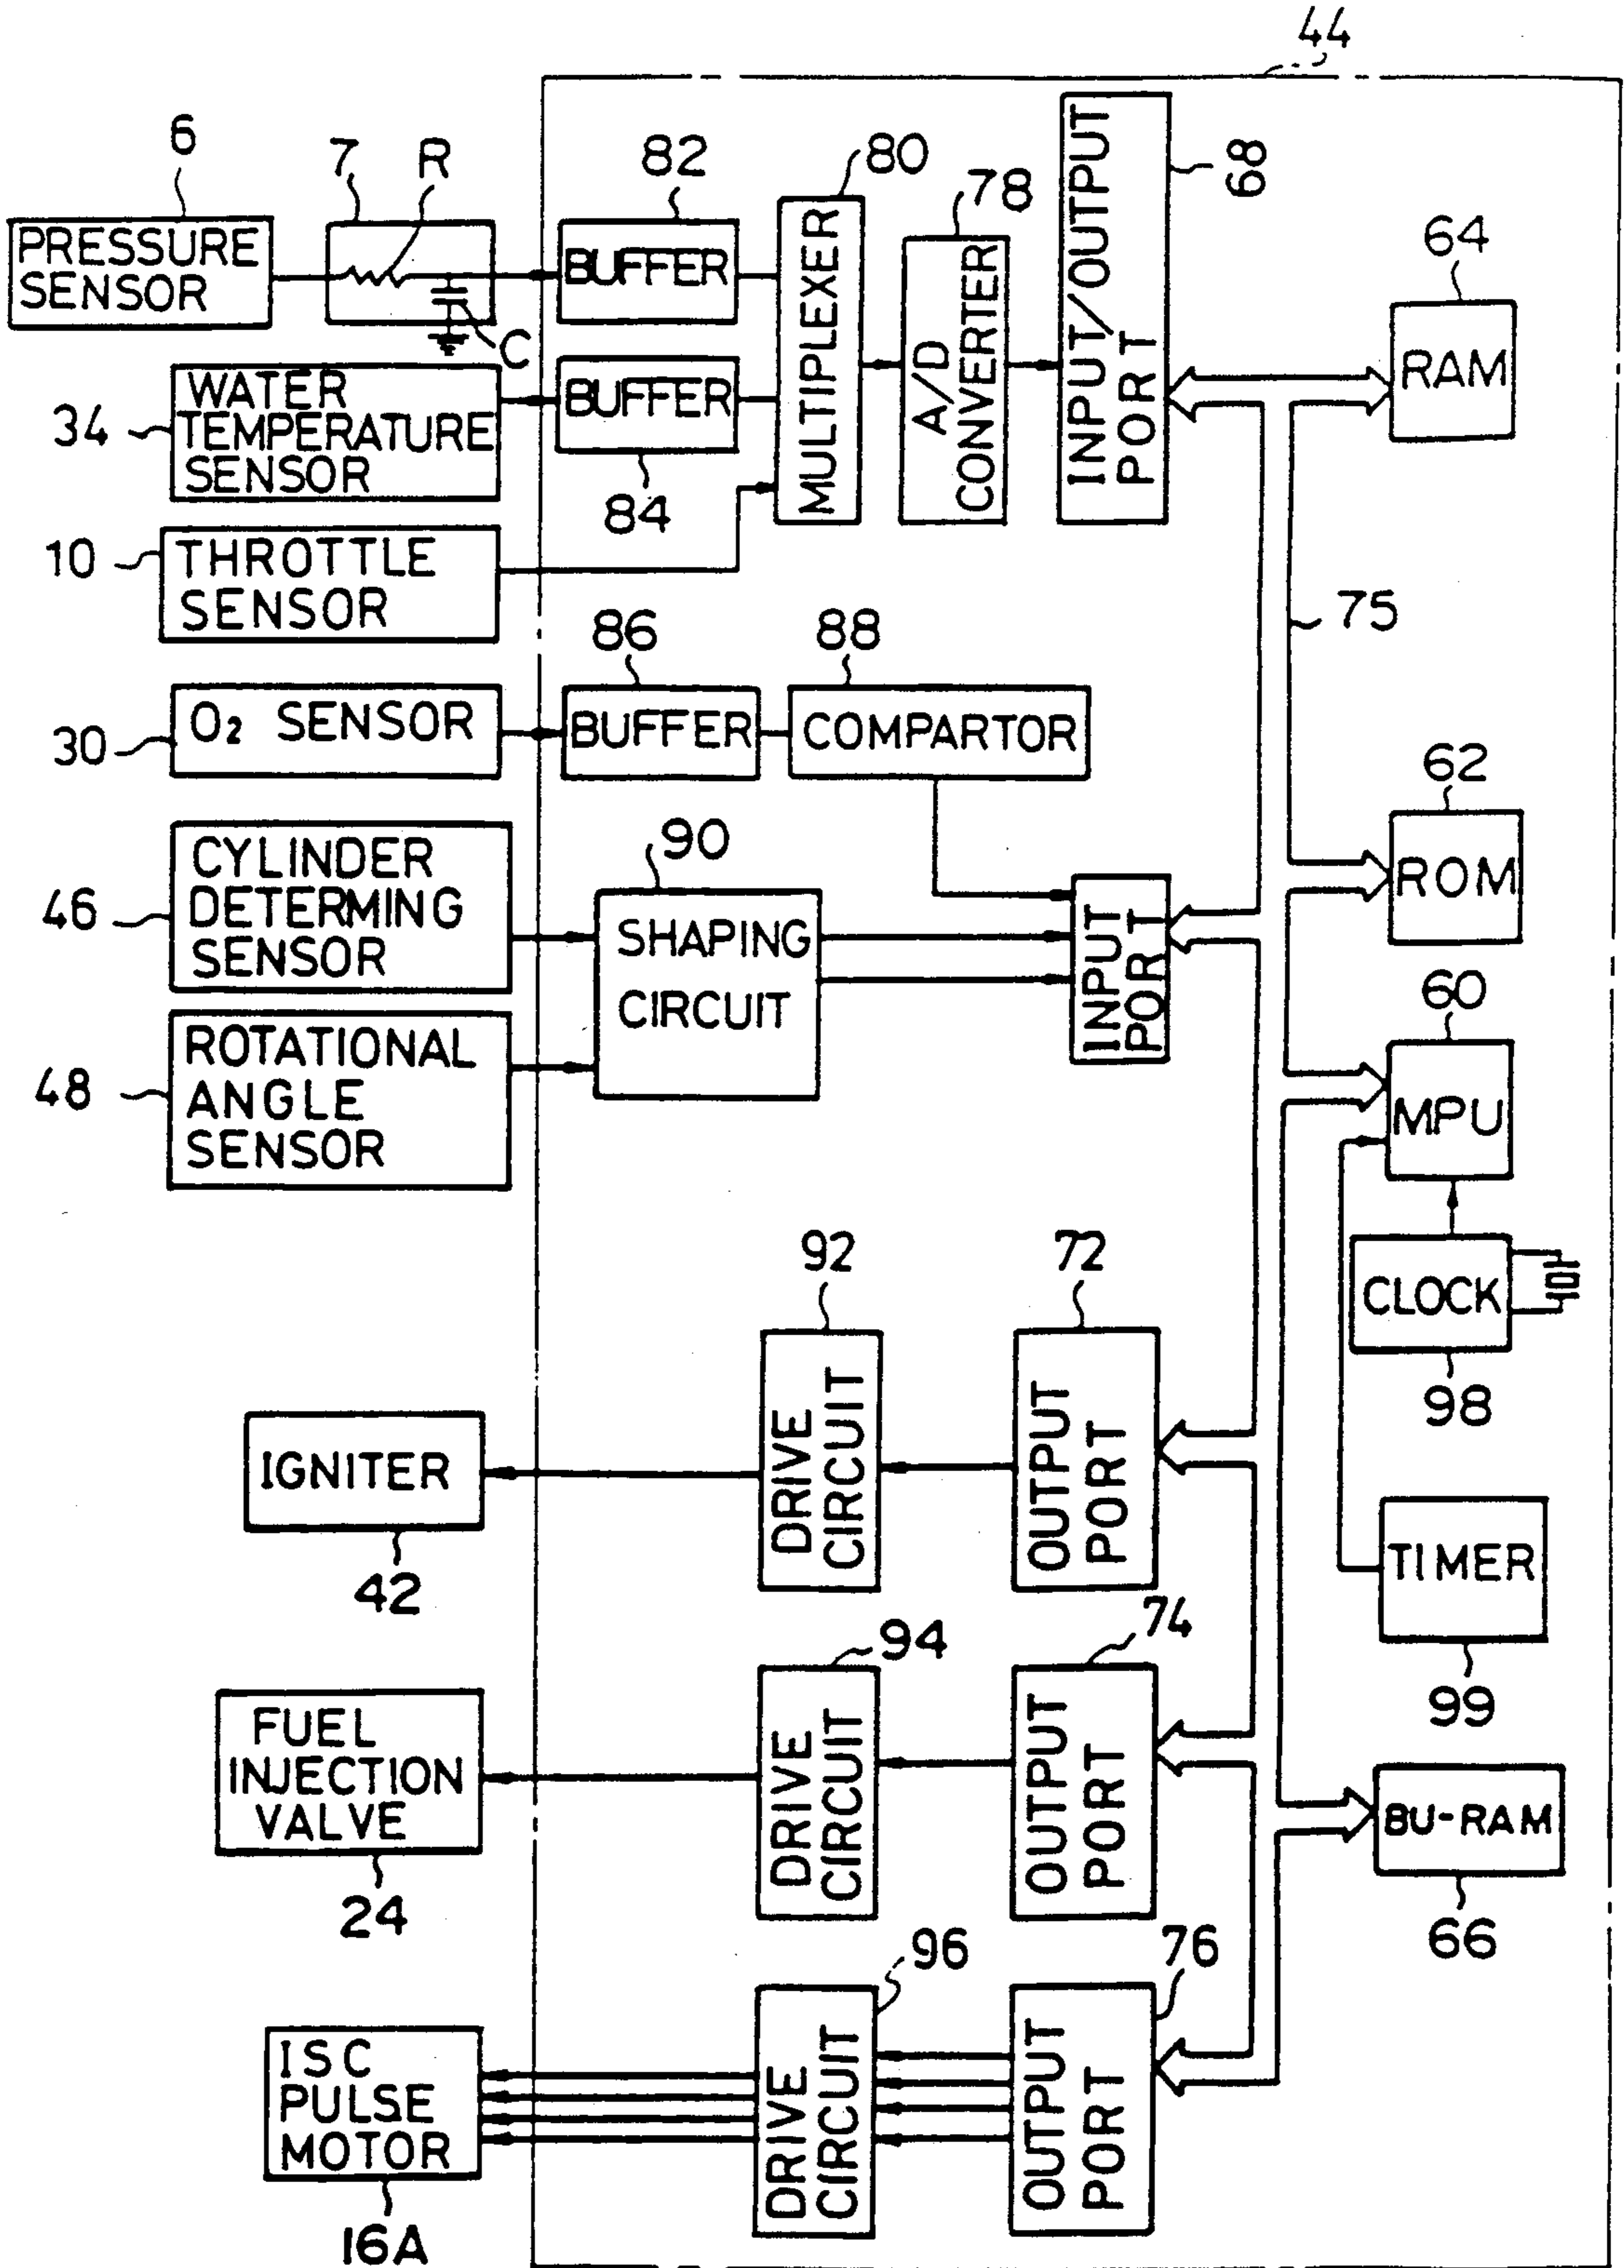 44
6
PRESSURE
SENSOR
7
R
C
82
BUFFER
80
MULTIPLEXER
78
A/D
CONVERTER
68
INPUT/OUTPUT
PORT
64
RAM
34
WATER
TEMPERATURE
SENSOR
BUFFER
84
10
THROTTLE
SENSOR
75
30
O2 SENSOR
86
BUFFER
88
COMPARTOR
62
ROM
46
CYLINDER
DETERMING
SENSOR
90
SHAPING
CIRCUIT
INPUT
PORT
60
MPU
48
ROTATIONAL
ANGLE
SENSOR
CLOCK
98
IGNITER
42
92
DRIVE
CIRCUIT
72
OUTPUT
PORT
TIMER
99
FUEL
INJECTION
VALVE
24
94
DRIVE
CIRCUIT
74
OUTPUT
PORT
BU-RAM
66
ISC
PULSE
MOTOR
16A
96
DRIVE
CIRCUIT
76
OUTPUT
PORT